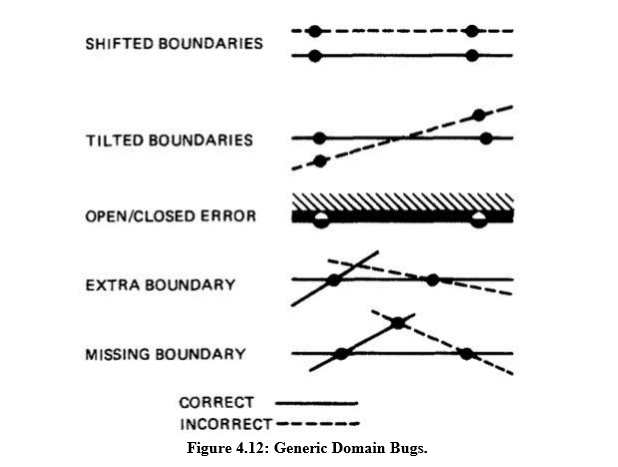 SHIFTED BOUNDARIES
TILTED BOUNDARIES
OPEN/CLOSED ERROR
EXTRA BOUNDARY
MISSING BOUNDARY
CORRECT
INCORRECT
Figure 4.12: Generic Domain Bugs.